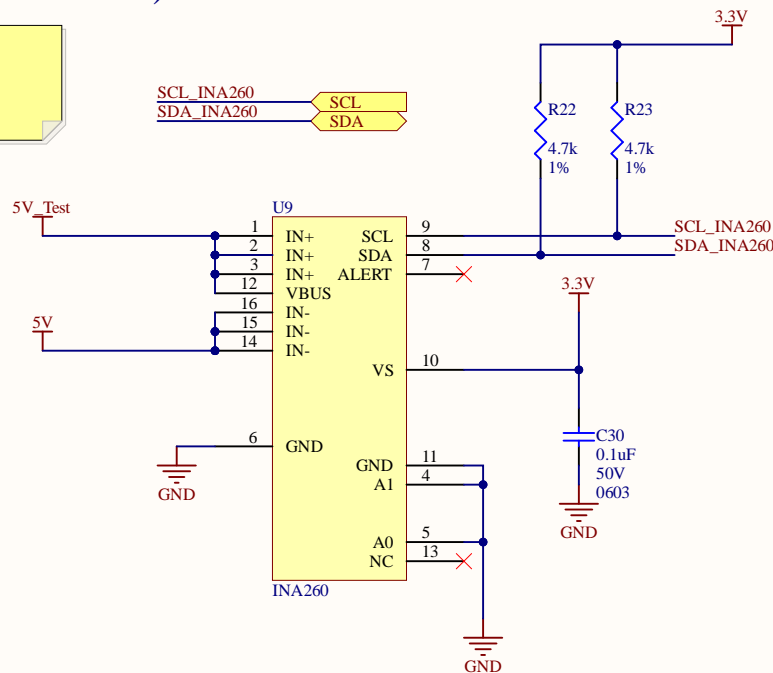 3.3V
SCL_INA260
SCL
SDA_INA260
SDA
R22
4.7k
1%
R23
4.7k
1%
5V_Test
U9
1
IN+
2
IN+
3
IN+
12
VBUS
16
IN-
15
IN-
14
IN-
5V
6
GND
GND
SCL
9
SCL_INA260
SDA
8
SDA_INA260
ALERT
7
3.3V
VS
10
C30
0.1uF
50V
0603
GND
GND
11
A1
4
A0
5
NC
13
INA260
GND